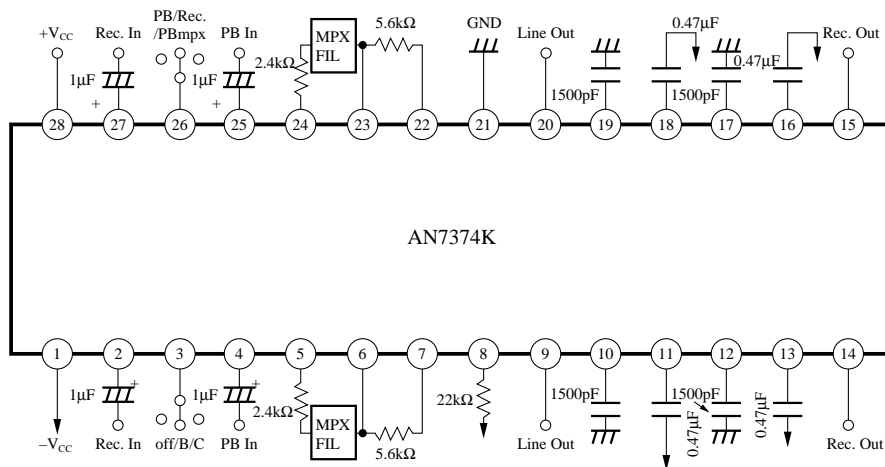 PB/Rec.
/PBmpx
+VCC
Rec. In
PB In
5.6kΩ
GND
Line Out
0.47µF
Rec. Out
MPX
FIL
2.4kΩ
0.47µF
1µF
1µF
+
+
1500pF
1500pF
28
27
26
25
24
23
22
21
20
19
18
17
16
15
AN7374K
1
2
3
4
5
6
7
8
9
10
11
12
13
14
+
+
1µF
1µF
2.4kΩ
22kΩ
1500pF
1500pF
0.47µF
0.47µF
MPX
FIL
5.6kΩ
–VCC
Rec. In
off/B/C
PB In
Line Out
Rec. Out